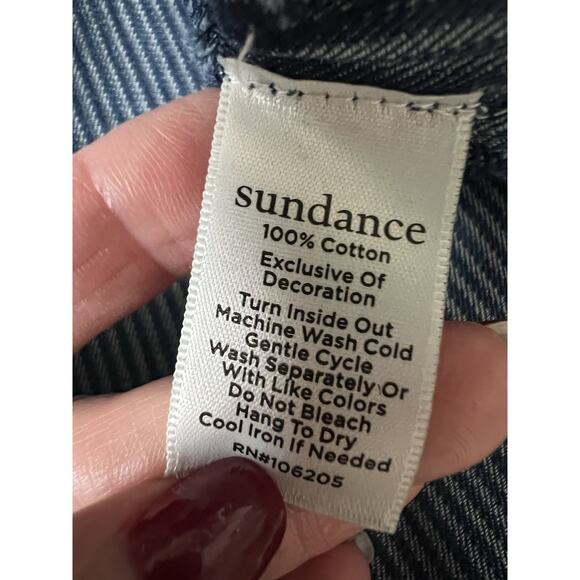 sundance
100% Cotton
Exclusive Of
Decoration
Turn Inside Out
Machine Wash Cold
Gentle Cycle
Wash Separately Or
With Like Colors
Do Not Bleach
Hang To Dry
Cool Iron If Needed
RN#106205